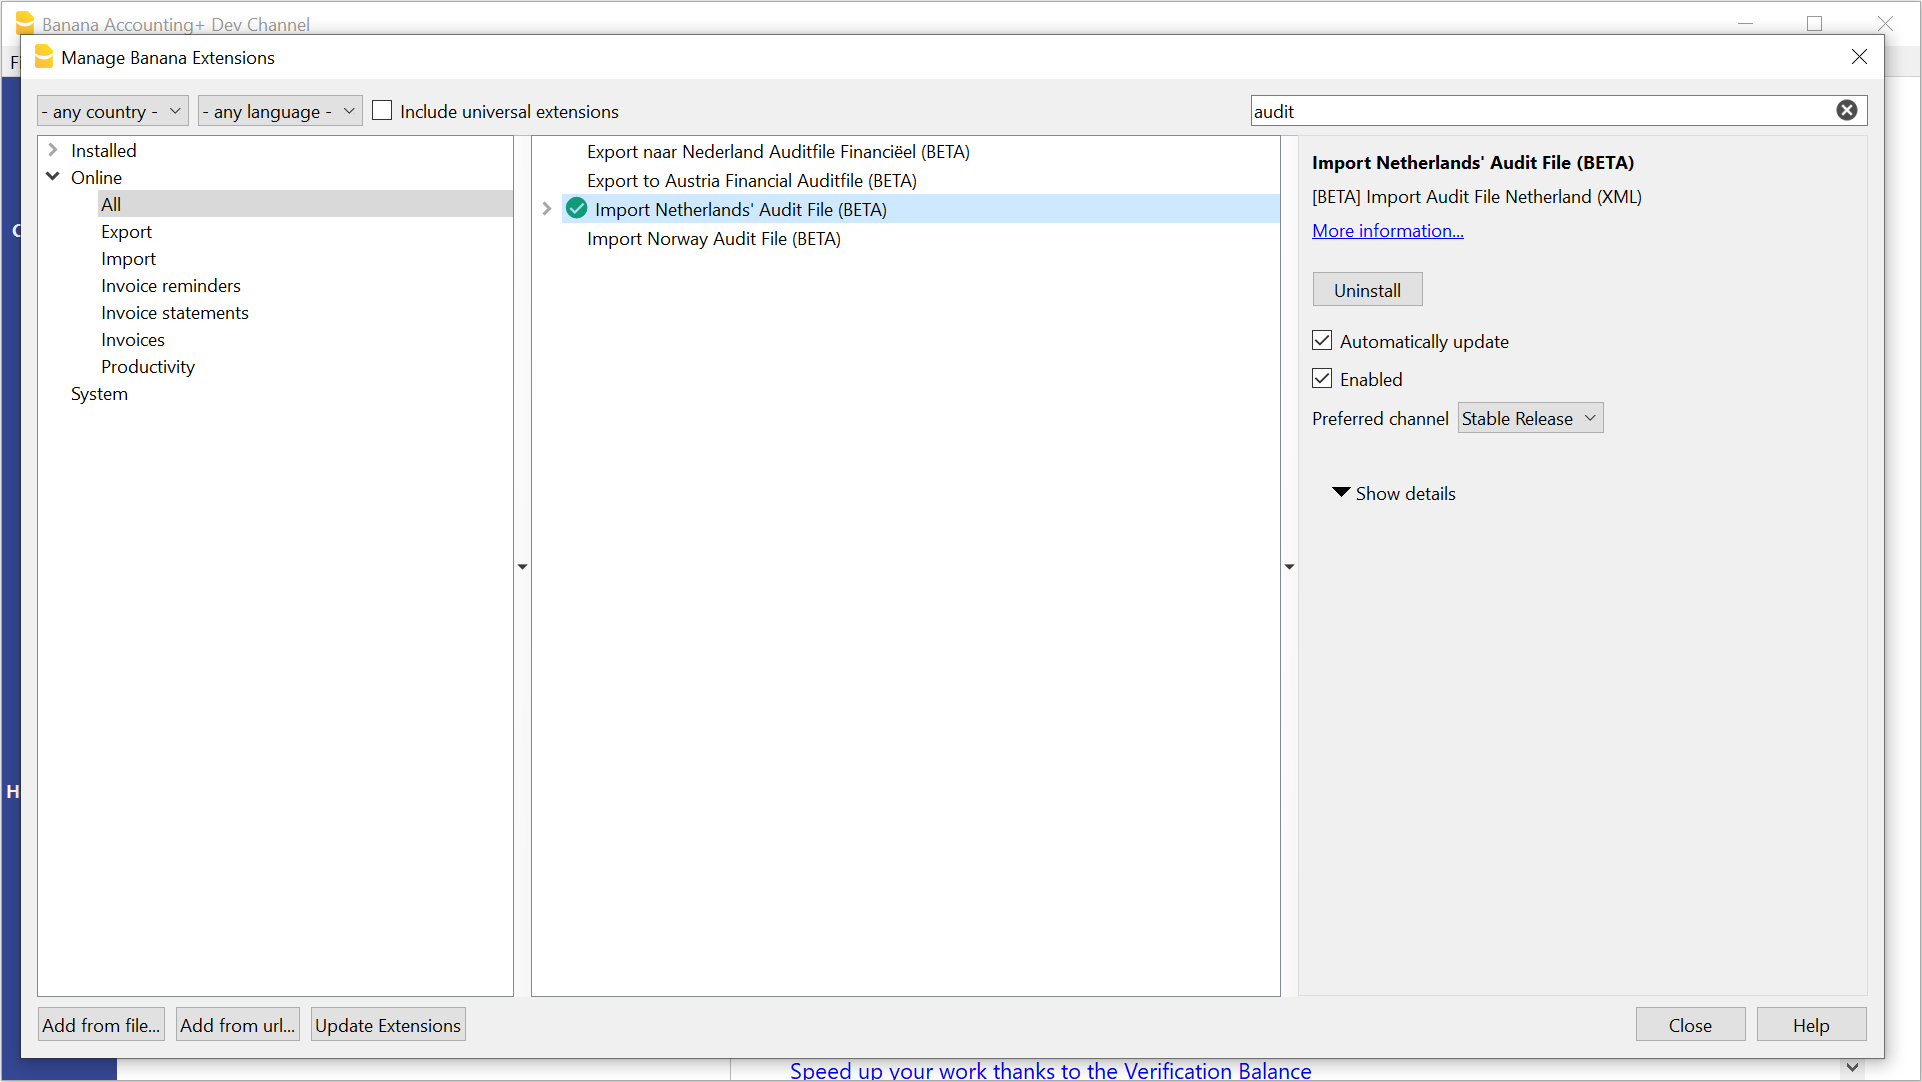 Banana Accounting+ Dev Channel
Manage Banana Extensions
- any country -
- any language -
Include universal extensions
audit
Installed
Online
All
Export
Import
Invoice reminders
Invoice statements
Invoices
Productivity
System
Export naar Nederland Auditfile Financiëel (BETA)
Export to Austria Financial Auditfile (BETA)
Import Netherlands' Audit File (BETA)
Import Norway Audit File (BETA)
Import Netherlands' Audit File (BETA)
[BETA] Import Audit File Netherland (XML)
More information...
Uninstall
Automatically update
Enabled
Preferred channel
Stable Release
Show details
Add from file...
Add from url...
Update Extensions
Close
Help
Speed up your work thanks to the Verification Balance